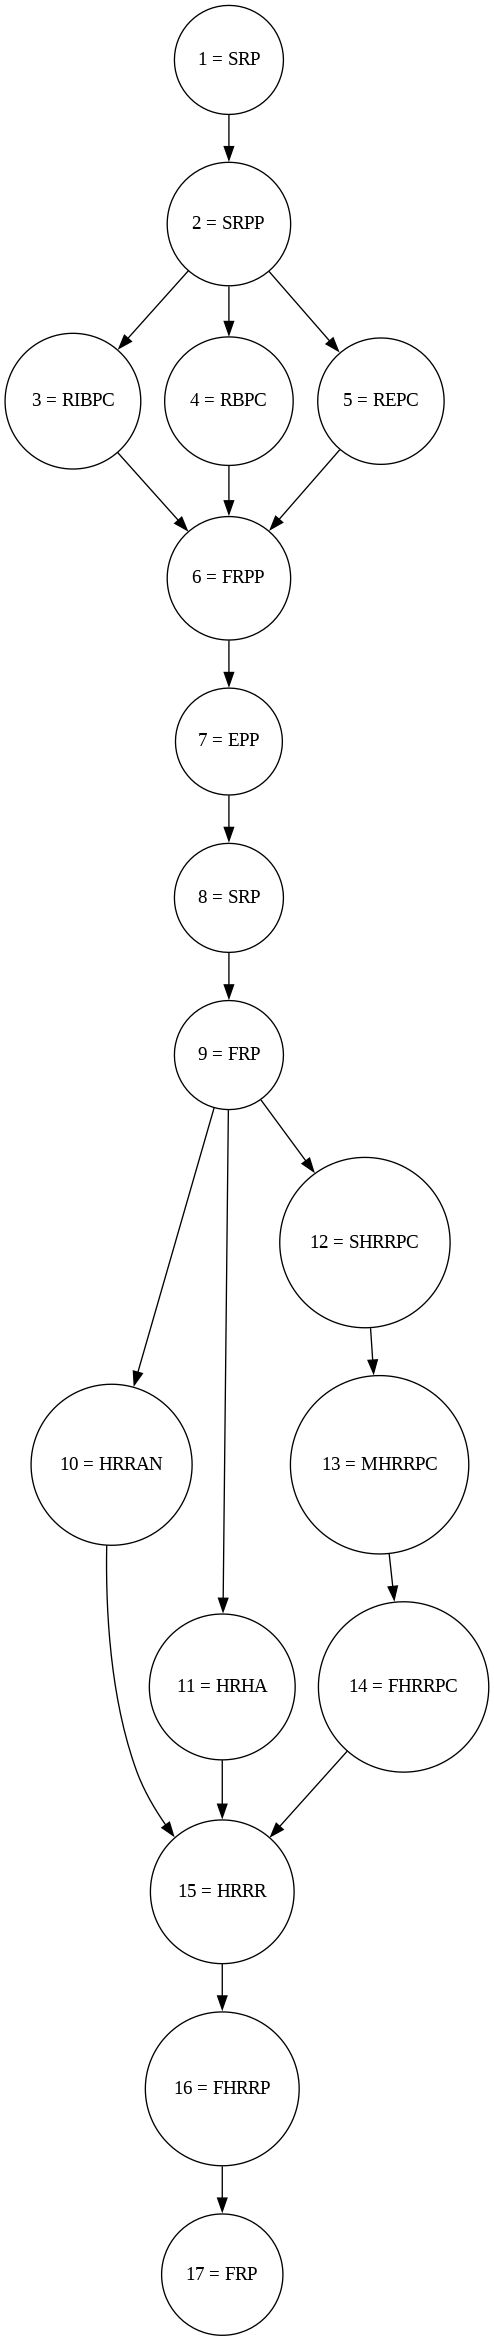 1 = SRP
2 = SRPP
3 = RIBPC
4 = RBPC
5 = REPC
6 = FRPP
7 = EPP
8 = SRP
9 = FRP
12 = SHRRPC
10 = HRRAN
13 = MHRRPC
11 = HRHA
14 = FHRRPC
15 = HRRR
16 = FHRRP
17 = FRP